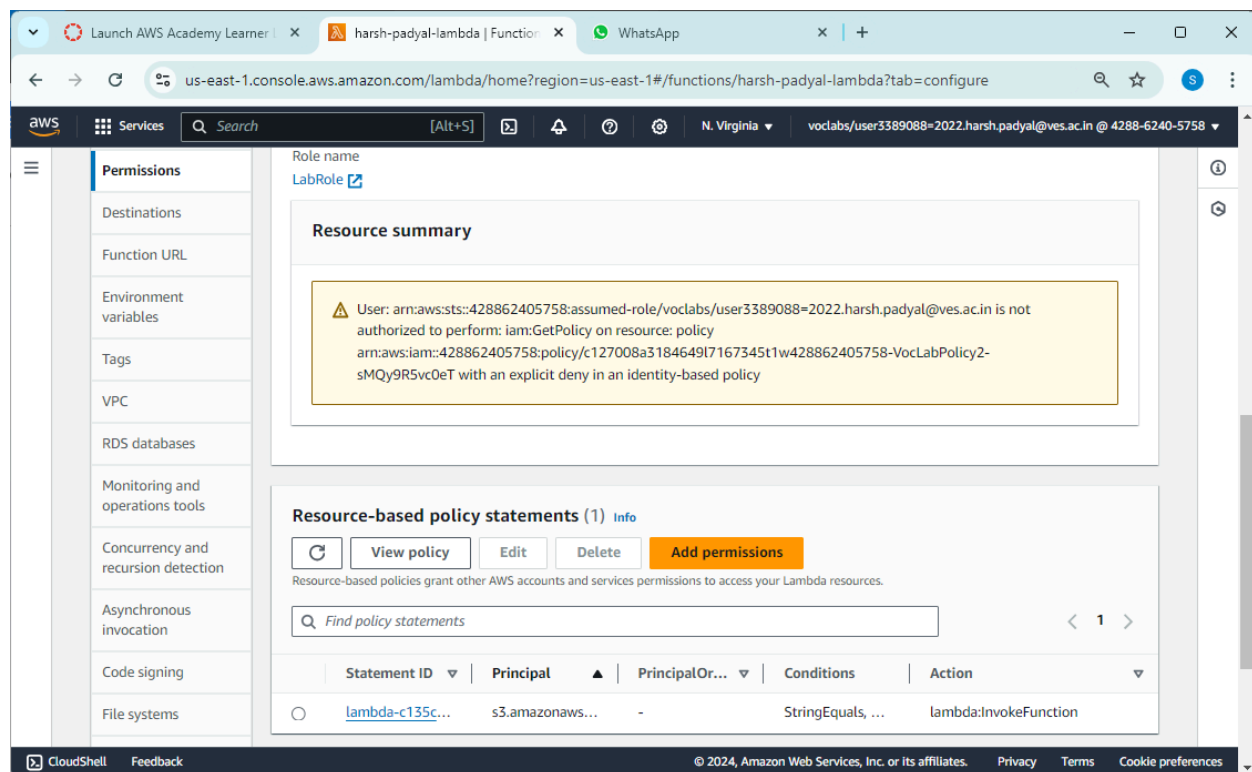 Launch AWS Academy Learner L
harsh-padyal-lambda | Function
WhatsApp
us-east-1.console.aws.amazon.com/lambda/home?region=us-east-1#/functions/harsh-padyal-lambda?tab=configure
S
aws
Services
Search
[Alt+S]
N. Virginia
voclabs/user3389088=2022.harsh.padyal@ves.ac.in @ 4288-6240-5758
Permissions
Destinations
Function URL
Environment
variables
Tags
VPC
RDS databases
Monitoring and
operations tools
Concurrency and
recursion detection
Asynchronous
invocation
Code signing
File systems
Role name
LabRole
Resource summary
User: arn:aws:sts::428862405758:assumed-role/voclabs/user3389088=2022.harsh.padyal@ves.ac.in is not
authorized to perform: iam:GetPolicy on resource: policy
arn:aws:iam::428862405758:policy/c127008a3184649l7167345t1w428862405758-VocLabPolicy2-
sMQy9R5vc0eT with an explicit deny in an identity-based policy
Resource-based policy statements (1) Info
View policy
Edit
Delete
Add permissions
Resource-based policies grant other AWS accounts and services permissions to access your Lambda resources.
Find policy statements
1
Statement ID
Principal
PrincipalOr...
Conditions
Action
lambda-c135c...
s3.amazonaws...
-
StringEquals, ...
lambda:InvokeFunction
CloudShell
Feedback
© 2024, Amazon Web Services, Inc. or its affiliates.
Privacy
Terms
Cookie preferences